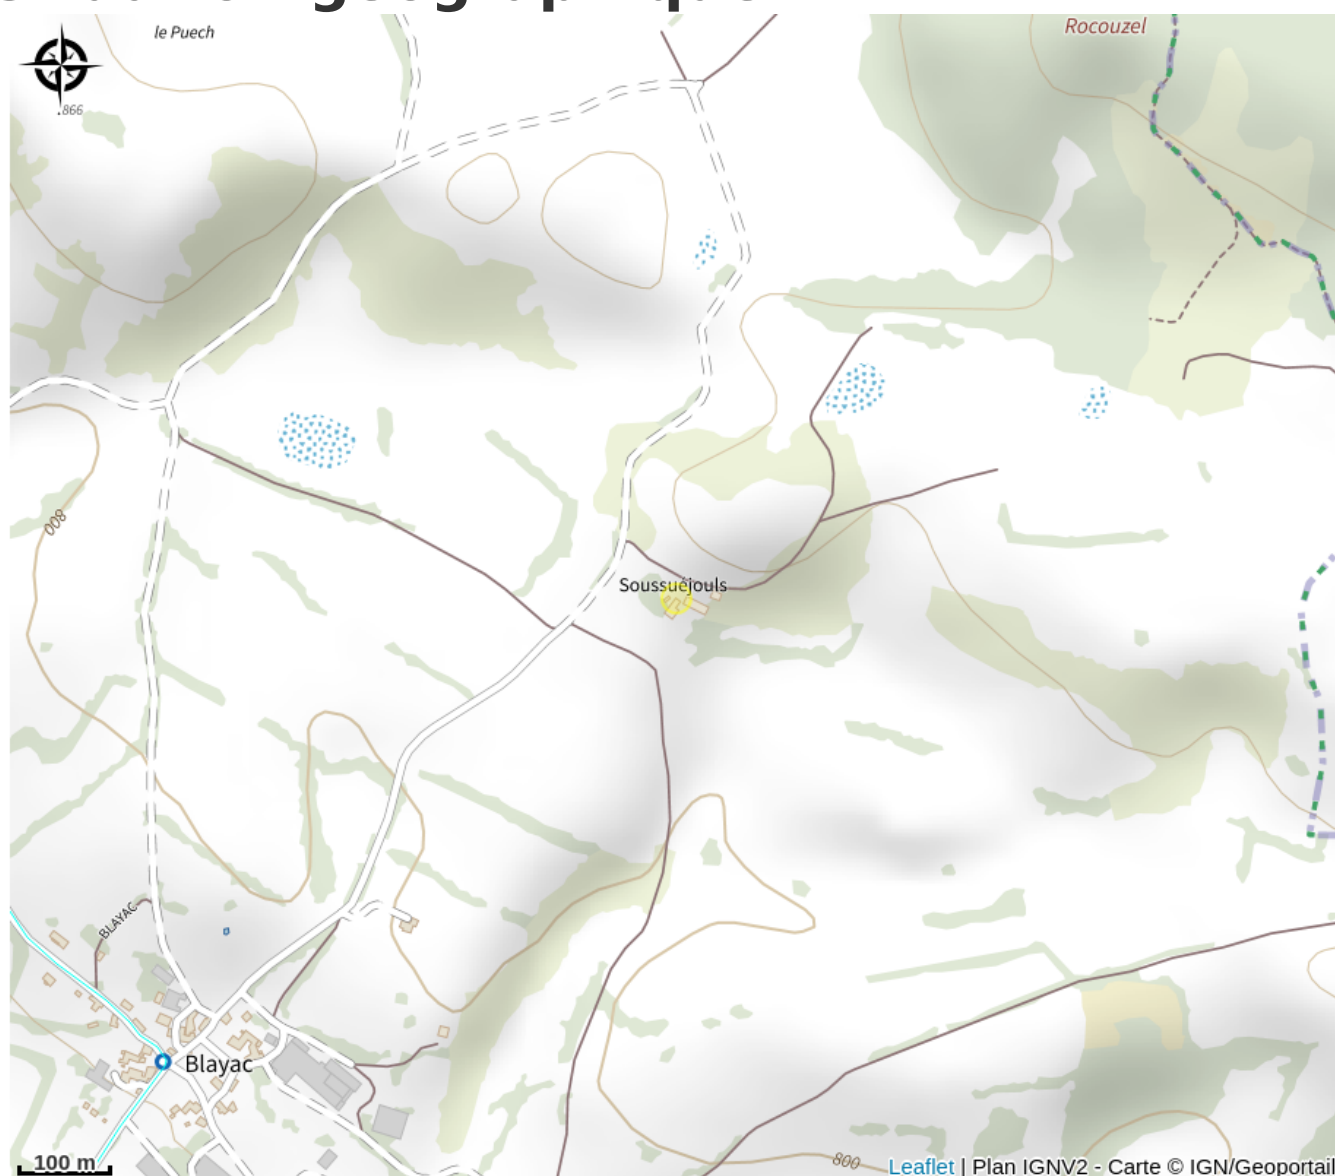 le Puech
Rocouzel
.866
800
Soussuéjouls
BLAYAC
Blayac
800
100 m
Leaflet | Plan IGNV2 - Carte © IGN/Geoportail